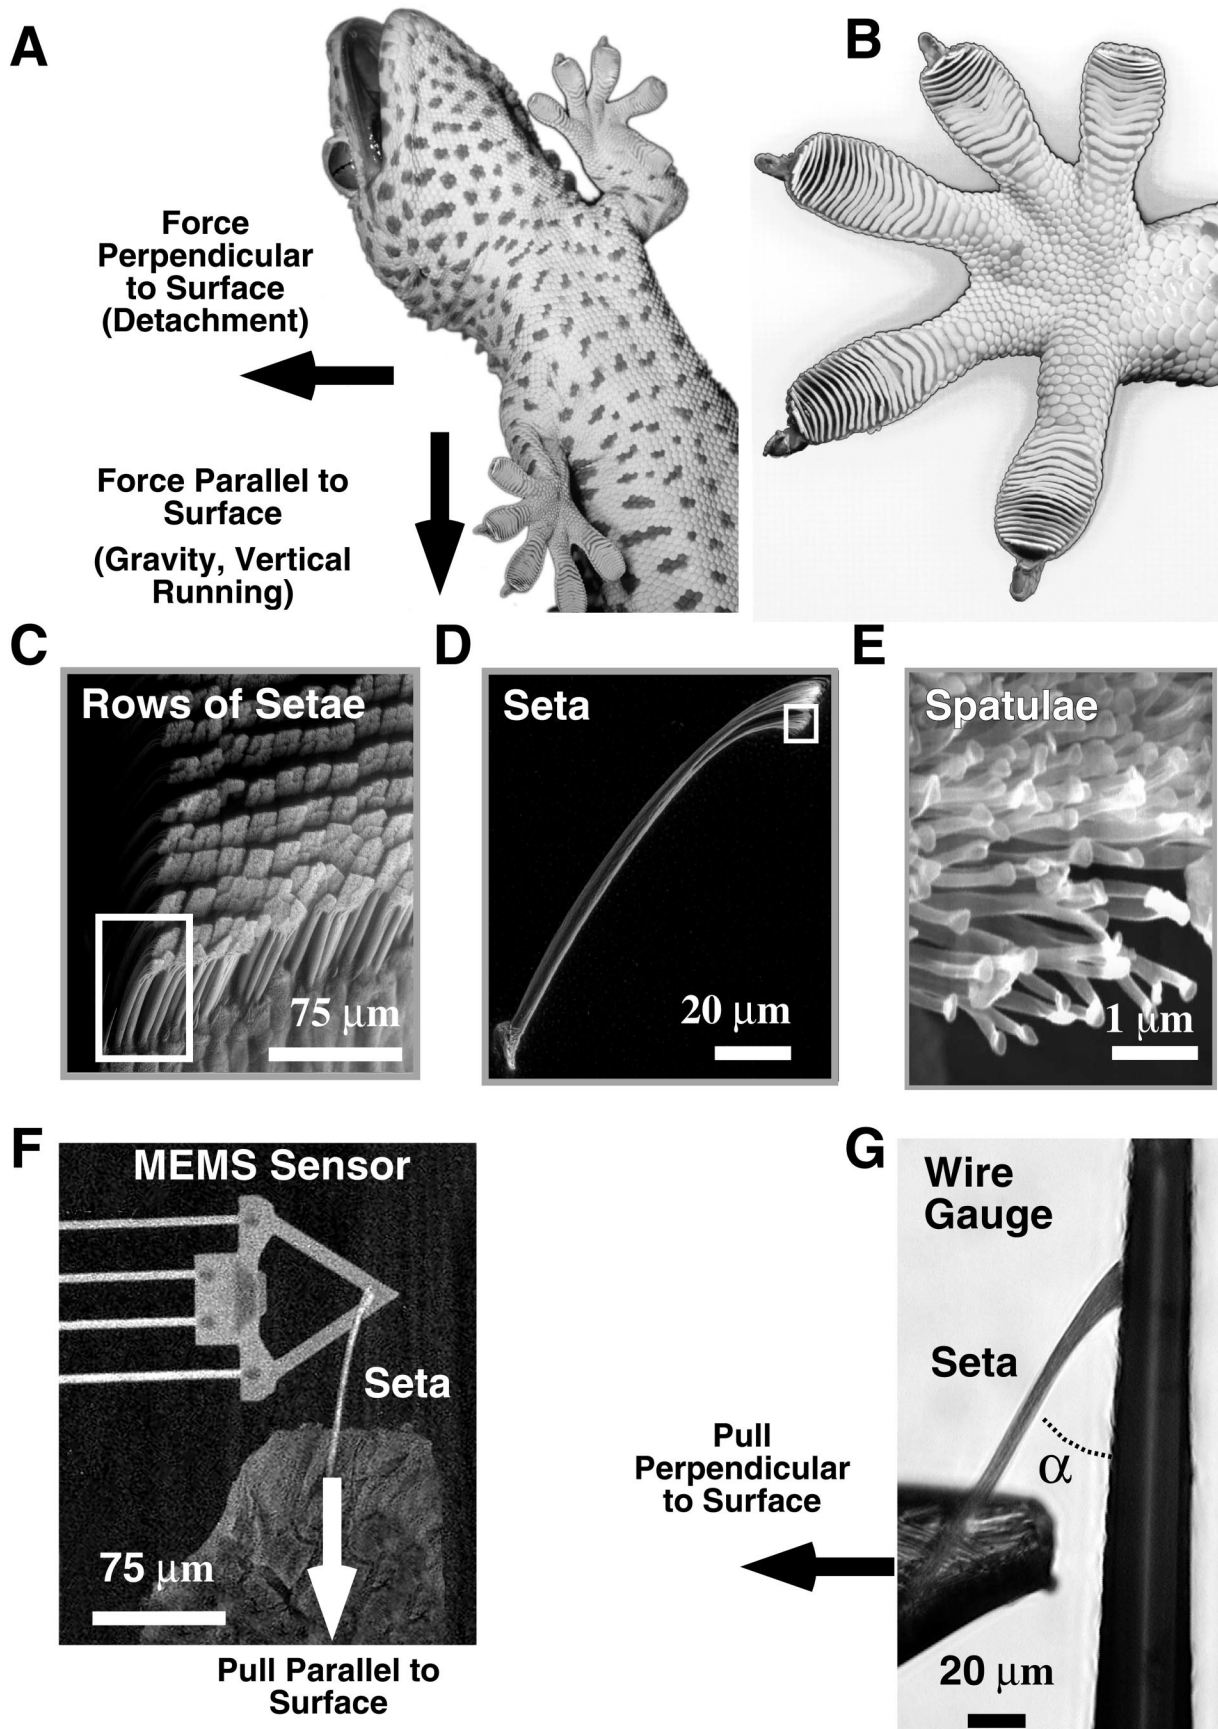 A
B
Force
Perpendicular
to Surface
(Detachment)
Force Parallel to
Surface
(Gravity, Vertical
Running)
C
D
E
Rows of Setae
Seta
Spatulae
75 μm
20 μm
1 μm
F
G
MEMS Sensor
Wire
Gauge
Seta
Seta
α
Pull
Perpendicular
to Surface
75 μm
20 μm
Pull Parallel to
Surface